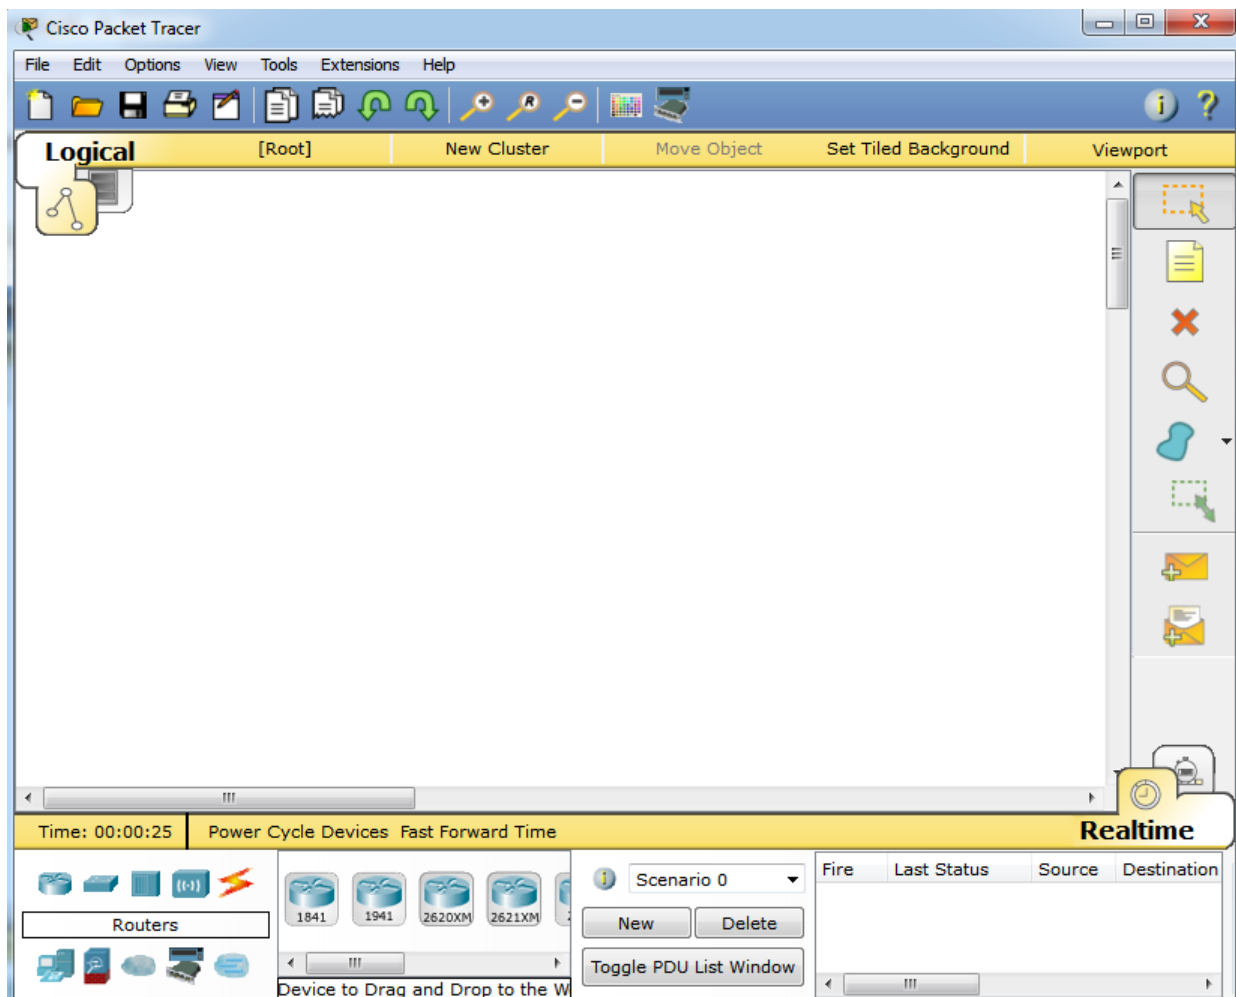 Cisco Packet Tracer
File Edit Options View Tools Extensions Help
Logical [Root] New Cluster Move Object Set Tiled Background Viewport
Time: 00:00:25 Power Cycle Devices Fast Forward Time Realtime
Fire Last Status Source Destination
Scenario 0
1841 1941 2620XM 2621XM
Routers
New Delete
Toggle PDU List Window
Device to Drag and Drop to the W